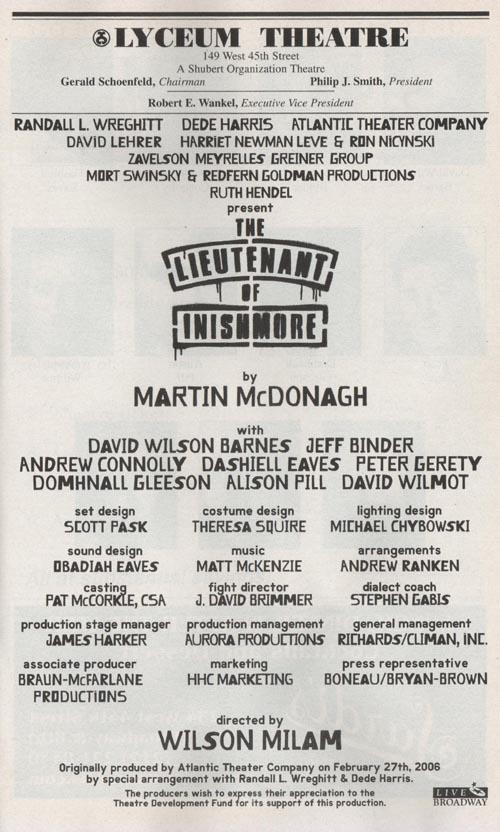 LYCEUM THEATRE
149 West 45th Street
A Shubert Organization Theatre
Gerald Schoenfeld, Chairman Philip J. Smith, President
Robert E. Wankel, Executive Vice President
RANDALL L. WREGHITT DEDE HARRIS ATLANTIC THEATER COMPANY
DAVID LEHRER HARRIET NEWMAN LEVE & RON NICYNSKI
ZAVELSON MEYRELLES GREINER GROUP
MORT SWINSKY & REDFERN GOLDMAN PRODUCTIONS
RUTH HENDEL
present
THE
LIEUTENANT
OF
INISHMORE
by
MARTIN McDONAGH
with
DAVID WILSON BARNES JEFF BINDER
ANDREW CONNOLLY DASHIELL EAVES PETER GERETY
DOMHNALL GLEESON ALISON PILL DAVID WILMOT
set design costume design lighting design
SCOTT PASK THERESA SQUIRE MICHAEL CHYBOWSKI
sound design music arrangements
OBADIAH EAVES MATT McKENZIE ANDREW RANKEN
casting fight director dialect coach
PAT McCORKLE, CSA J. DAVID BRIMMER STEPHEN GABIS
production stage manager production management general management
JAMES HARKER AURORA PRODUCTIONS RICHARDS/CLIMAN, INC.
associate producer marketing press representative
BRAUN-McFARLANE HHC MARKETING BONEAU/BRYAN-BROWN
PRODUCTIONS
directed by
WILSON MILAM
Originally produced by Atlantic Theater Company on February 27th, 2006
by special arrangement with Randall L. Wreghitt & Dede Harris.
The producers wish to express their appreciation to the
Theatre Development Fund for its support of this production.
LIVE
BROADWAY